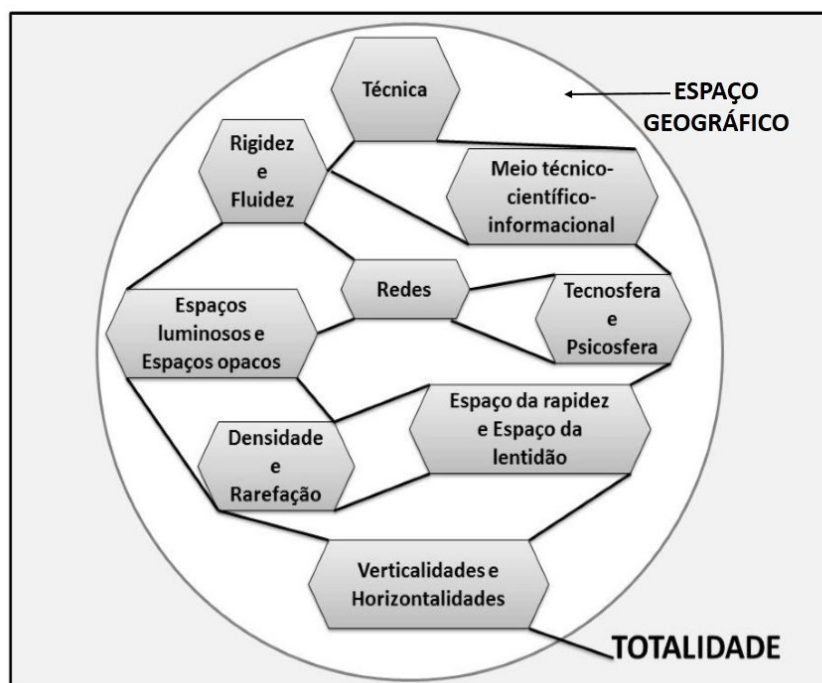 Técnica
ESPAÇO
GEOGRÁFICO
Rigidez
e
Fluidez
Meio técnico-
científico-
informacional
Redes
Tecnosfera
e
Psicosfera
Espaços
luminosos e
Espaços opacos
Espaço da rapidez
e Espaço da
lentidão
Densidade
e
Rarefação
Verticalidades e
Horizontalidades
TOTALIDADE